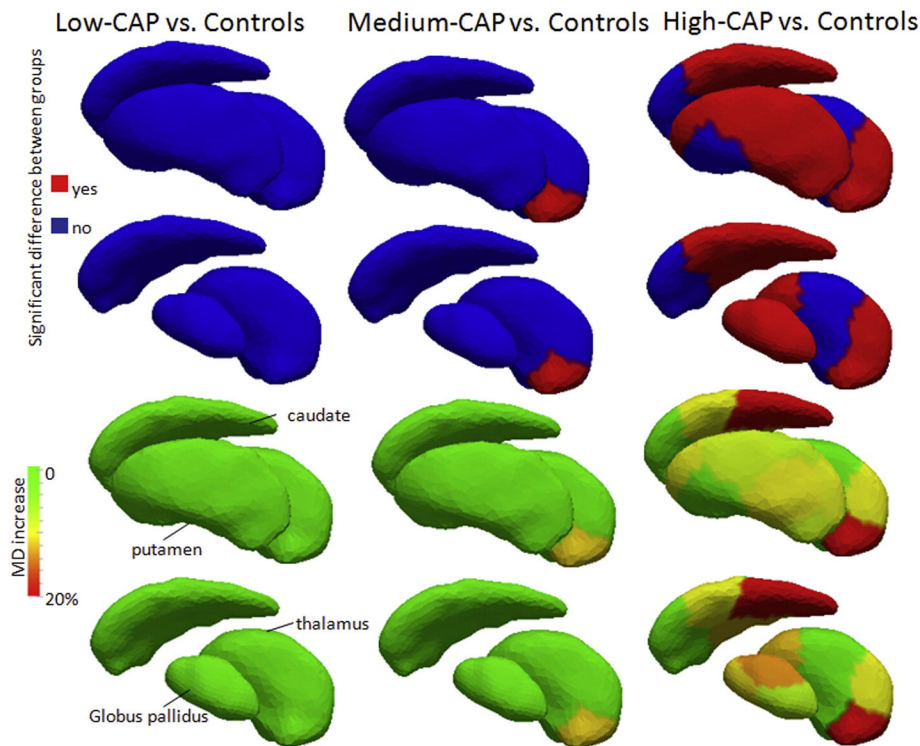 Low-CAP vs. Controls
Medium-CAP vs. Controls
High-CAP vs. Controls
Significant difference between groups
yes
no
caudate
putamen
MD increase
0
20%
thalamus
Globus pallidus